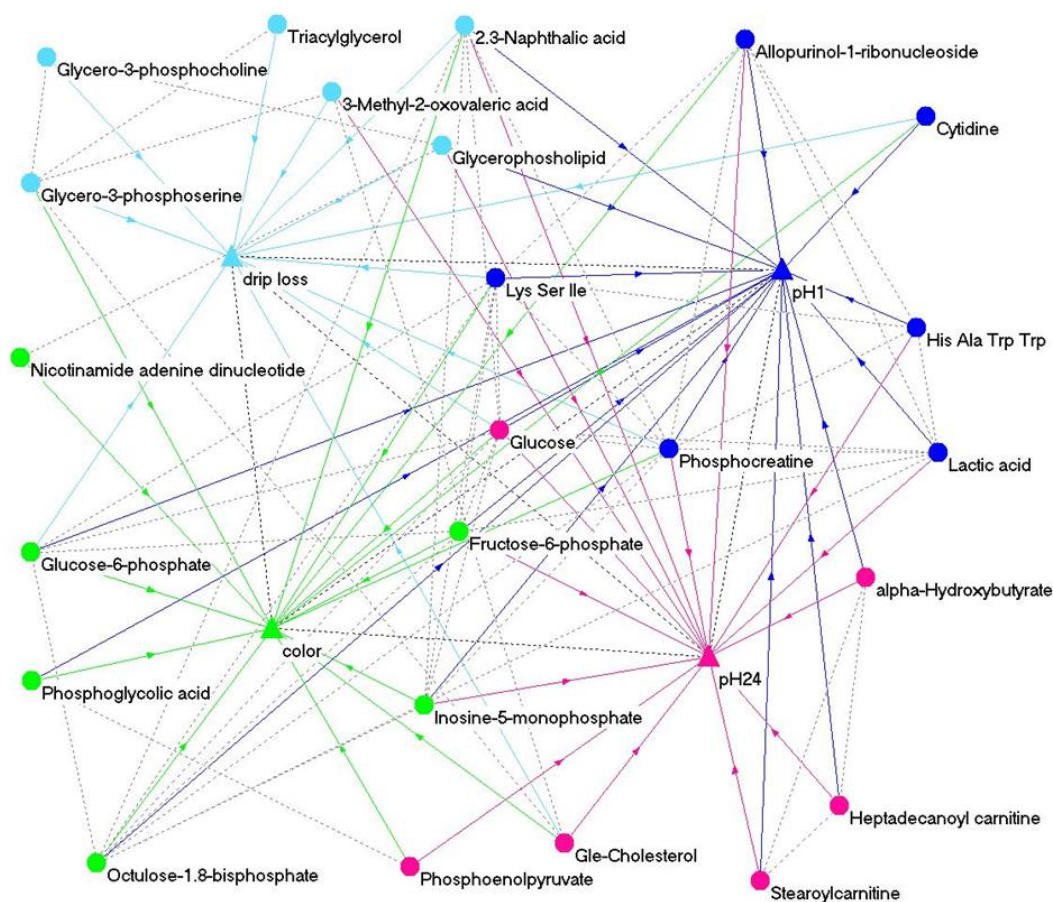 Triacylglycerol
2.3-Naphthalic acid
Allopurinol-1-ribonucleoside
Glycero-3-phosphocholine
3-Methyl-2-oxovaleric acid
Cytidine
Glycerophosholipid
Glycero-3-phosphoserine
drip loss
Lys Ser Ile
pH1
His Ala Trp Trp
Nicotinamide adenine dinucleotide
Glucose
Phosphocreatine
Lactic acid
Fructose-6-phosphate
Glucose-6-phosphate
alpha-Hydroxybutyrate
color
pH24
Phosphoglycolic acid
Inosine-5-monophosphate
Heptadecanoyl carnitine
Gle-Cholesterol
Octulose-1.8-bisphosphate
Phosphoenolpyruvate
Stearoylcarnitine